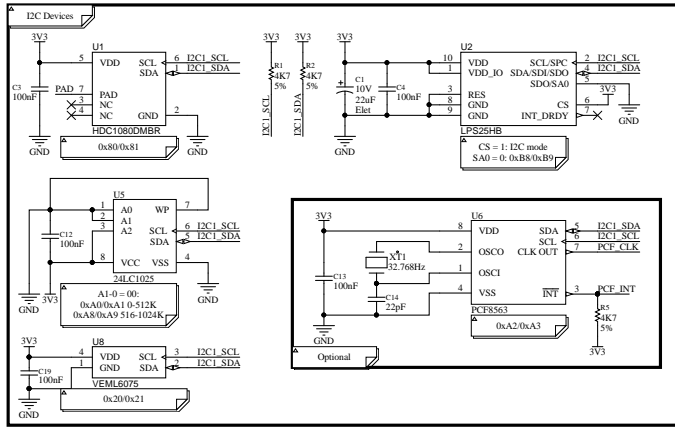 I2C Devices
3V3
C3
100nF
GND
U1
5 VDD SCL 6 I2C1_SCL
SDA 1 I2C1_SDA
PAD 7 PAD
3 NC
4 NC GND 2
GND
HDC1080DMBR
0x80/0x81
3V3
R1
4K7
5%
I2C1_SCL
3V3
R2
4K7
5%
I2C1_SDA
3V3
C1
10V
22uF
Elet
C4
100nF
GND
U2
10 VDD SCL/SPC 2 I2C1_SCL
1 VDD_IO SDA/SDI/SDO 4 I2C1_SDA
SDO/SA0 5
3 RES 3V3
8 GND CS 6
9 GND INT_DRDY 7
GND
LPS25HB
CS = 1: I2C mode
SA0 = 0: 0xB8/0xB9
C12
100nF
GND
3V3
U5
1 A0 WP 7
2 A1
3 A2 SCL 6 I2C1_SCL
SDA 5 I2C1_SDA
8 VCC VSS 4
GND
24LC1025
A1-0 = 00:
0xA0/0xA1 0-512K
0xA8/0xA9 516-1024K
3V3
C19
100nF
GND
U8
4 VDD SCL 3 I2C1_SCL
1 GND SDA 2 I2C1_SDA
VEML6075
0x20/0x21
3V3
C13
100nF
GND
XT1
32.768Hz
C14
22pF
U6
8 VDD SDA 5 I2C1_SDA
SCL 6 I2C1_SCL
2 OSCO CLK OUT 7 PCF_CLK
1 OSCI
4 VSS INT 3 PCF_INT
PCF8563
0xA2/0xA3
R5
4K7
5%
3V3
Optional